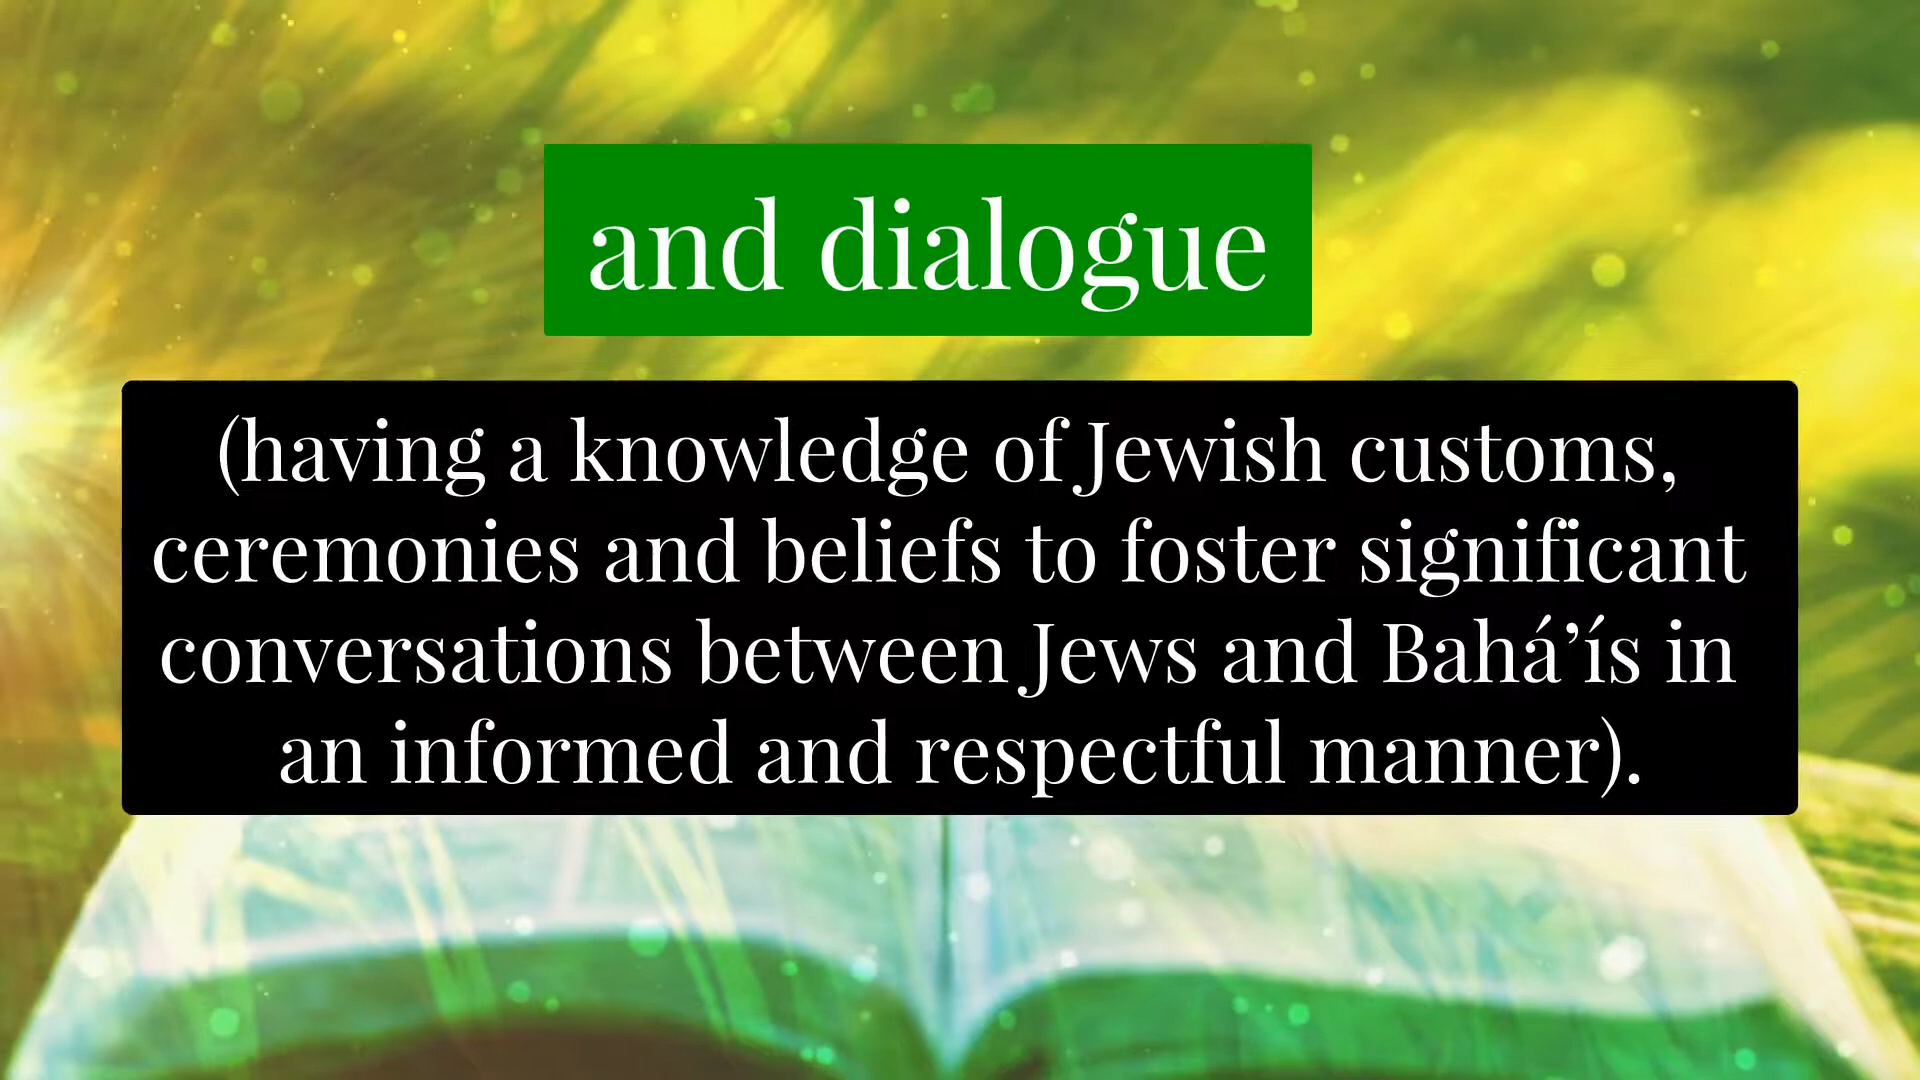 and dialogue
(having a knowledge of Jewish customs,
ceremonies and beliefs to foster significant
conversations between Jews and Bahá’ís in
an informed and respectful manner).